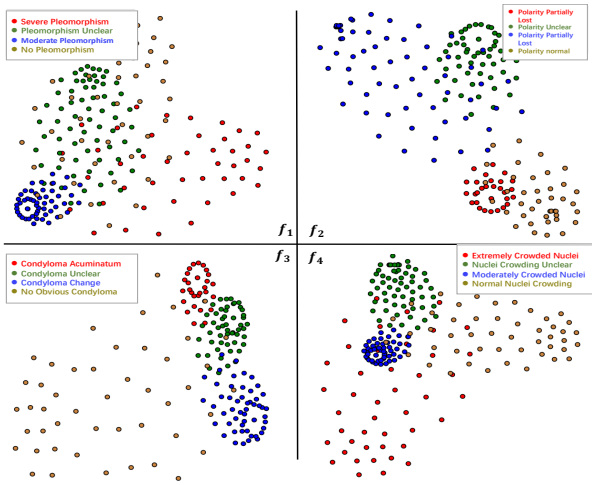 Severe Pleomorphism
Pleomorphism Unclear
Moderate Pleomorphism
No Pleomorphism
f1
Polarity Partially
Lost
Polarity Unclear
Polarity Partially
Lost
Polarity normal
f2
Condyloma Acuminatum
Condyloma Unclear
Condyloma Change
No Obvious Condyloma
f3
f4
Extremely Crowded Nuclei
Nuclei Crowding Unclear
Moderately Crowded Nuclei
Normal Nuclei Crowding